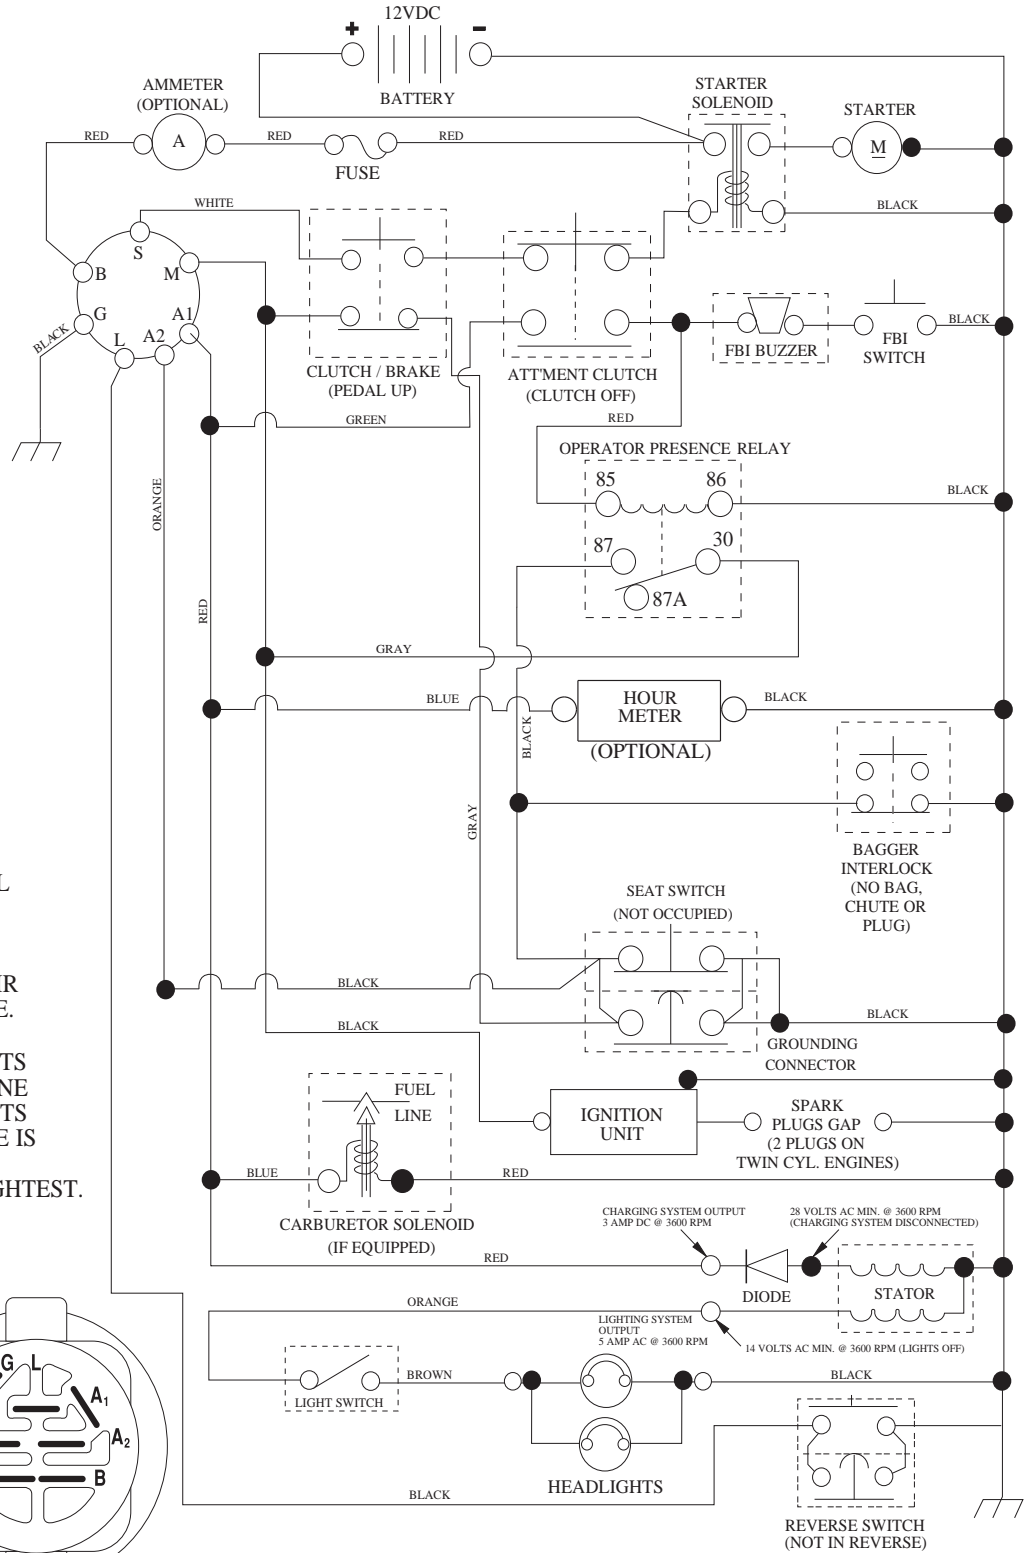 12VDC
+
-
BATTERY
AMMETER
(OPTIONAL)
STARTER
SOLENOID
STARTER
RED
A
RED
FUSE
RED
M
WHITE
BLACK
S
B
M
G
A1
L
A2
BLACK
CLUTCH / BRAKE
(PEDAL UP)
ATT'MENT CLUTCH
(CLUTCH OFF)
FBI BUZZER
FBI
SWITCH
BLACK
GREEN
RED
OPERATOR PRESENCE RELAY
85
86
BLACK
87
30
87A
ORANGE
RED
GRAY
BLUE
HOUR
METER
(OPTIONAL)
BLACK
BLACK
GRAY
BAGGER
INTERLOCK
(NO BAG,
CHUTE OR
PLUG)
L
SEAT SWITCH
(NOT OCCUPIED)
IR
E.
BLACK
BLACK
BLACK
GROUNDING
CONNECTOR
TS
NE
TS
E IS
GHTEST.
FUEL
LINE
IGNITION
UNIT
SPARK
PLUGS GAP
(2 PLUGS ON
TWIN CYL. ENGINES)
BLUE
RED
CARBURETOR SOLENOID
(IF EQUIPPED)
CHARGING SYSTEM OUTPUT
3 AMP DC @ 3600 RPM
28 VOLTS AC MIN. @ 3600 RPM
(CHARGING SYSTEM DISCONNECTED)
RED
DIODE
STATOR
ORANGE
LIGHTING SYSTEM
OUTPUT
5 AMP AC @ 3600 RPM
14 VOLTS AC MIN. @ 3600 RPM (LIGHTS OFF)
LIGHT SWITCH
BROWN
BLACK
HEADLIGHTS
G
L
A1
A2
B
BLACK
REVERSE SWITCH
(NOT IN REVERSE)